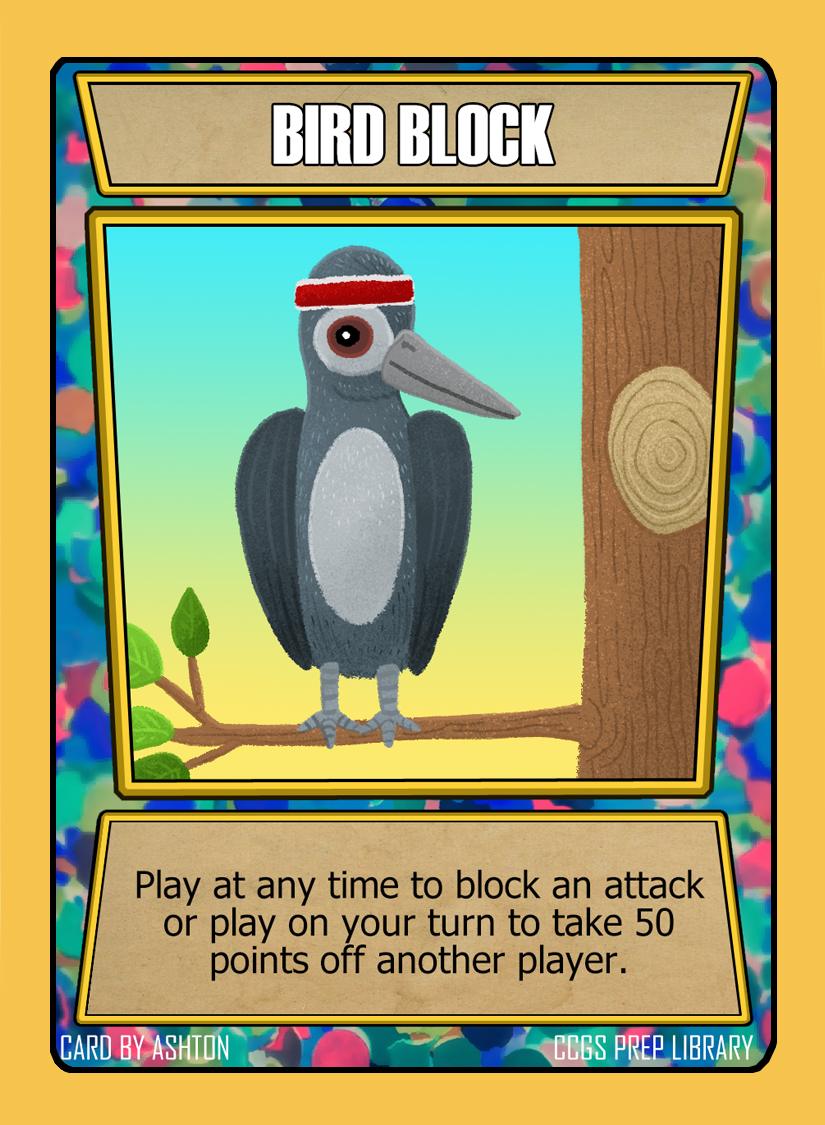 BIRD BLOCK
Play at any time to block an attack
or play on your turn to take 50
points off another player.
CARD BY ASHTON
CCGS PREP LIBRARY